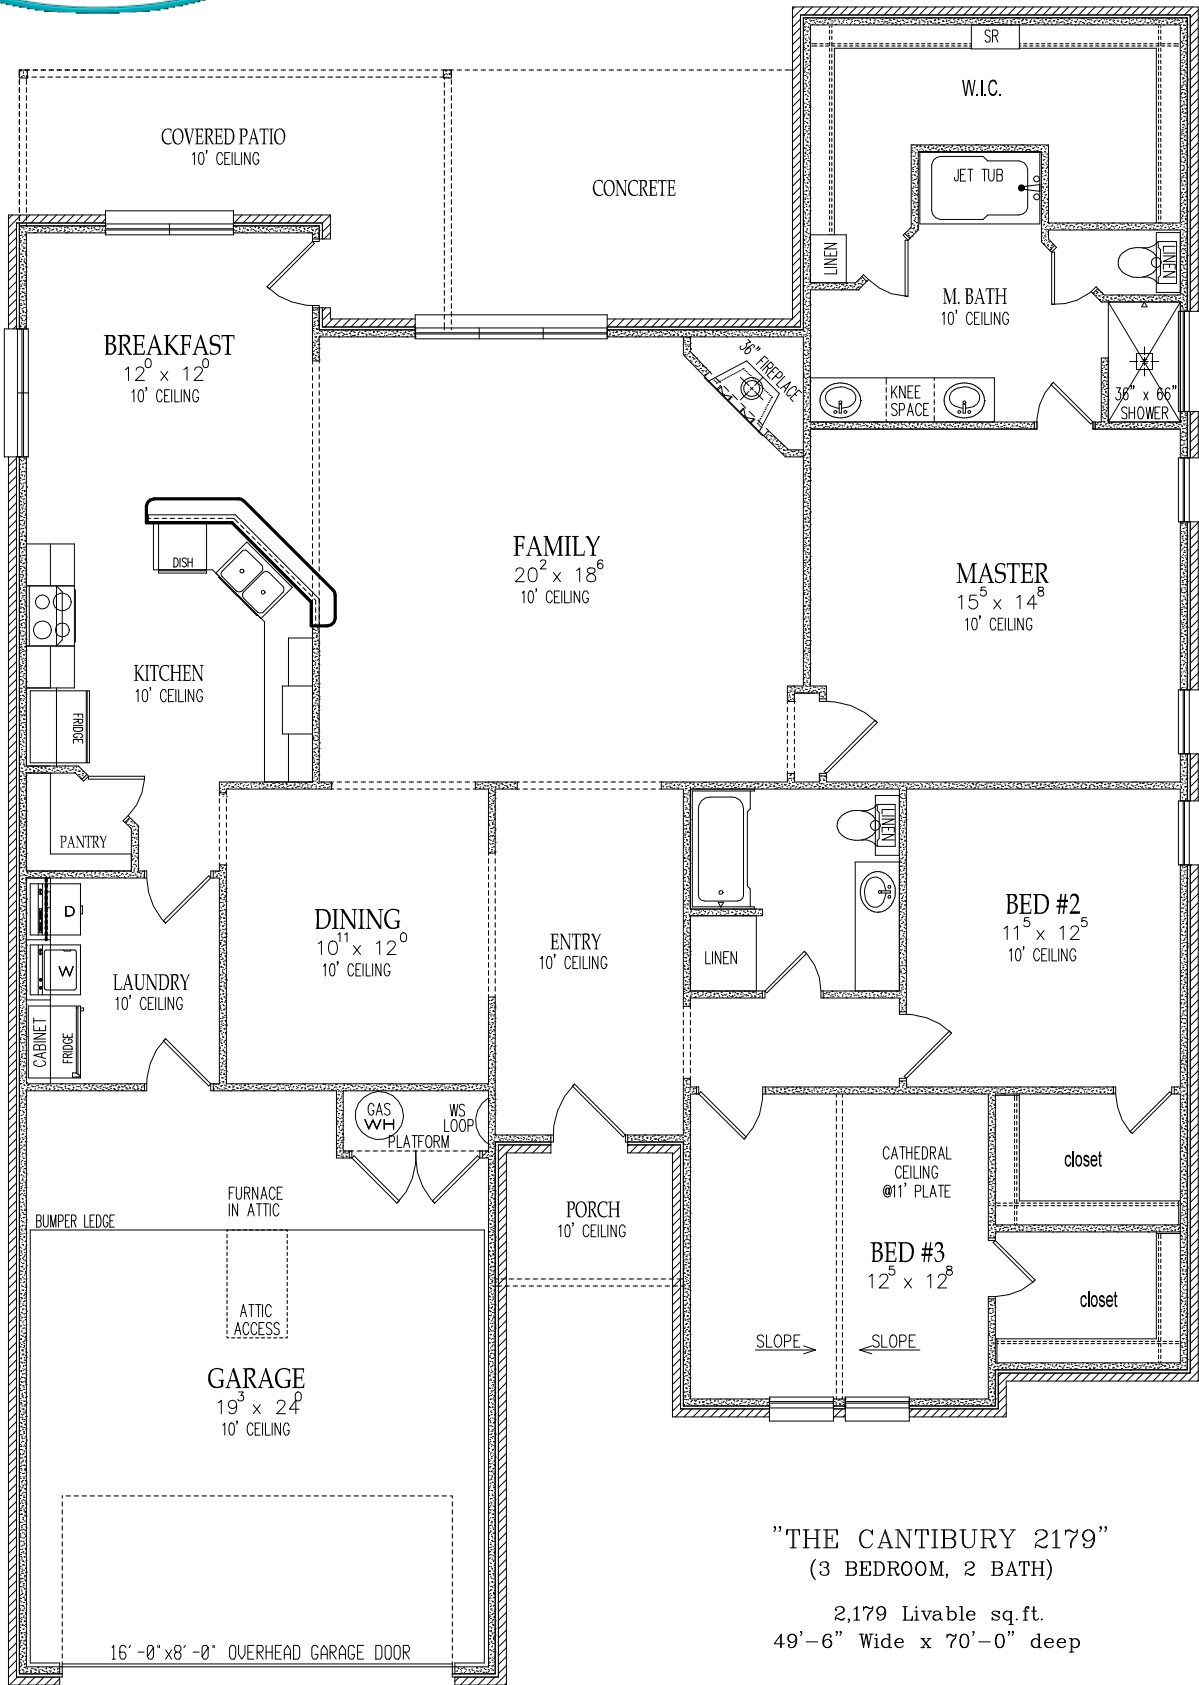 SR
W.I.C.
COVERED PATIO
10' CEILING
CONCRETE
JET TUB
LINEN
LINEN
M. BATH
10' CEILING
BREAKFAST
12⁰ x 12⁰
10' CEILING
36" FIREPLACE
KNEE
SPACE
36" x 66"
SHOWER
FAMILY
20² x 18⁶
10' CEILING
DISH
MASTER
15⁵ x 14⁸
10' CEILING
KITCHEN
10' CEILING
FRIDGE
PANTRY
LINEN
D
W
LAUNDRY
10' CEILING
CABINET
FRIDGE
DINING
10¹¹ x 12⁰
10' CEILING
ENTRY
10' CEILING
LINEN
BED #2
11⁵ x 12⁵
10' CEILING
GAS
WH
WS
LOOP
PLATFORM
CATHEDRAL
CEILING
@11' PLATE
closet
FURNACE
IN ATTIC
BUMPER LEDGE
PORCH
10' CEILING
BED #3
12⁵ x 12⁸
closet
ATTIC
ACCESS
SLOPE
SLOPE
GARAGE
19³ x 24⁰
10' CEILING
16'-0"x8'-0" OVERHEAD GARAGE DOOR
"THE CANTIBURY 2179"
(3 BEDROOM, 2 BATH)
2,179 Livable sq.ft.
49'-6" Wide x 70'-0" deep